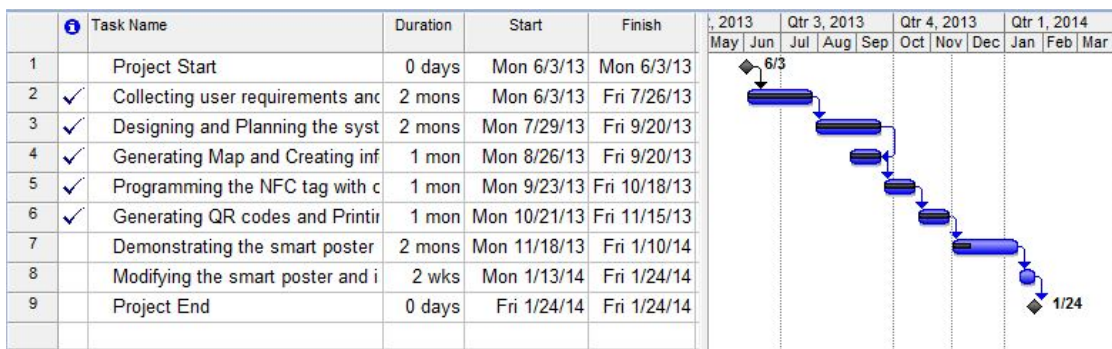 Task Name Duration Start Finish , 2013 Qtr 3, 2013 Qtr 4, 2013 Qtr 1, 2014
May Jun Jul Aug Sep Oct Nov Dec Jan Feb Mar
1 Project Start 0 days Mon 6/3/13 Mon 6/3/13 6/3
2 Collecting user requirements and 2 mons Mon 6/3/13 Fri 7/26/13
3 Designing and Planning the syst 2 mons Mon 7/29/13 Fri 9/20/13
4 Generating Map and Creating inf 1 mon Mon 8/26/13 Fri 9/20/13
5 Programming the NFC tag with c 1 mon Mon 9/23/13 Fri 10/18/13
6 Generating QR codes and Printin 1 mon Mon 10/21/13 Fri 11/15/13
7 Demonstrating the smart poster 2 mons Mon 11/18/13 Fri 1/10/14
8 Modifying the smart poster and i 2 wks Mon 1/13/14 Fri 1/24/14
9 Project End 0 days Fri 1/24/14 Fri 1/24/14 1/24